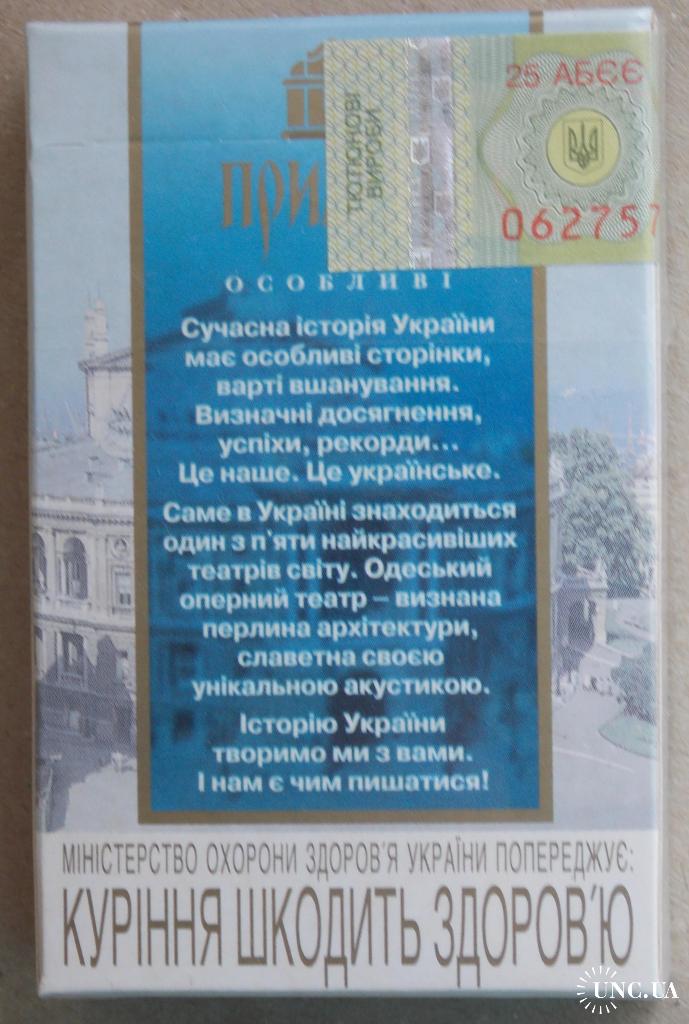 25 АБЄЄ
ТЮТЮНОВІ
ВИРОБИ
062757
ОСОБЛИВІ
Сучасна історія України
має особливі сторінки,
варті вшанування.
Визначні досягнення,
успіхи, рекорди...
Це наше. Це українське.
Саме в Україні знаходиться
один з п'яти найкрасивіших
театрів світу. Одеський
оперний театр – визнана
перлина архітектури,
славетна своєю
унікальною акустикою.
Історію України
творимо ми з вами.
І нам є чим пишатися!
МІНІСТЕРСТВО ОХОРОНИ ЗДОРОВ'Я УКРАЇНИ ПОПЕРЕДЖУЄ:
КУРІННЯ ШКОДИТЬ ЗДОРОВ'Ю
UNC.UA